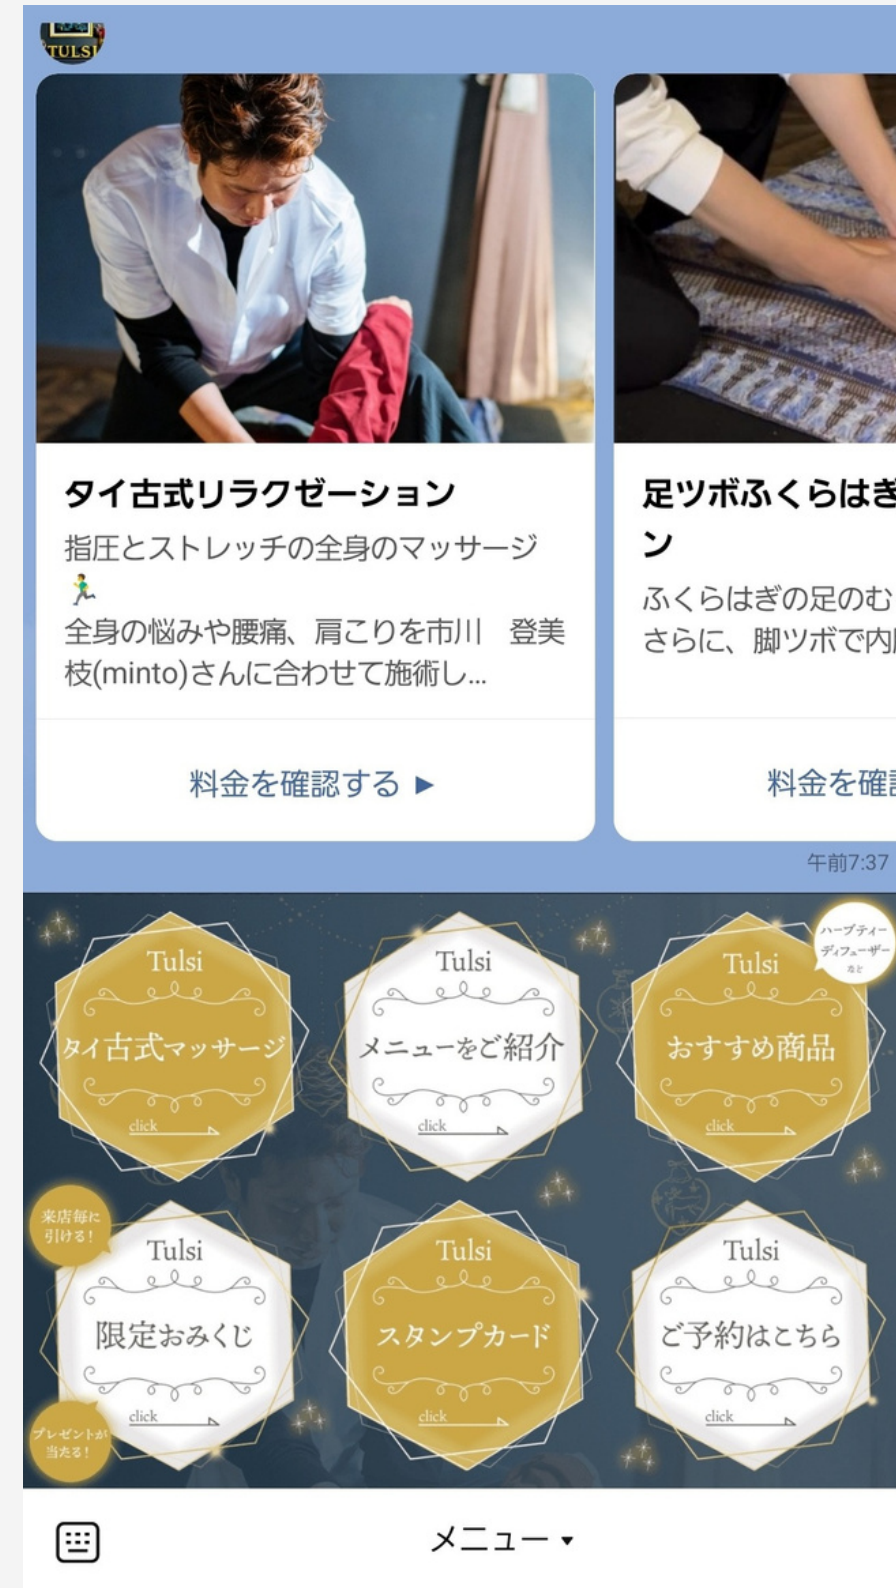 TULSI
タイ古式リラクゼーション
指圧とストレッチの全身のマッサージ
🏃‍♂️
全身の悩みや腰痛、肩こりを市川　登美
枝(minto)さんに合わせて施術し...
料金を確認する ▶
足ツボふくらはぎ
ン
ふくらはぎの足のむ
さらに、脚ツボで内
料金を確認
午前7:37
Tulsi
タイ古式マッサージ
click
Tulsi
メニューをご紹介
click
ハーブティー
ディフューザー
など
Tulsi
おすすめ商品
click
来店毎に
引ける！
Tulsi
限定おみくじ
click
プレゼントが
当たる！
Tulsi
スタンプカード
click
Tulsi
ご予約はこちら
click
メニュー ▾